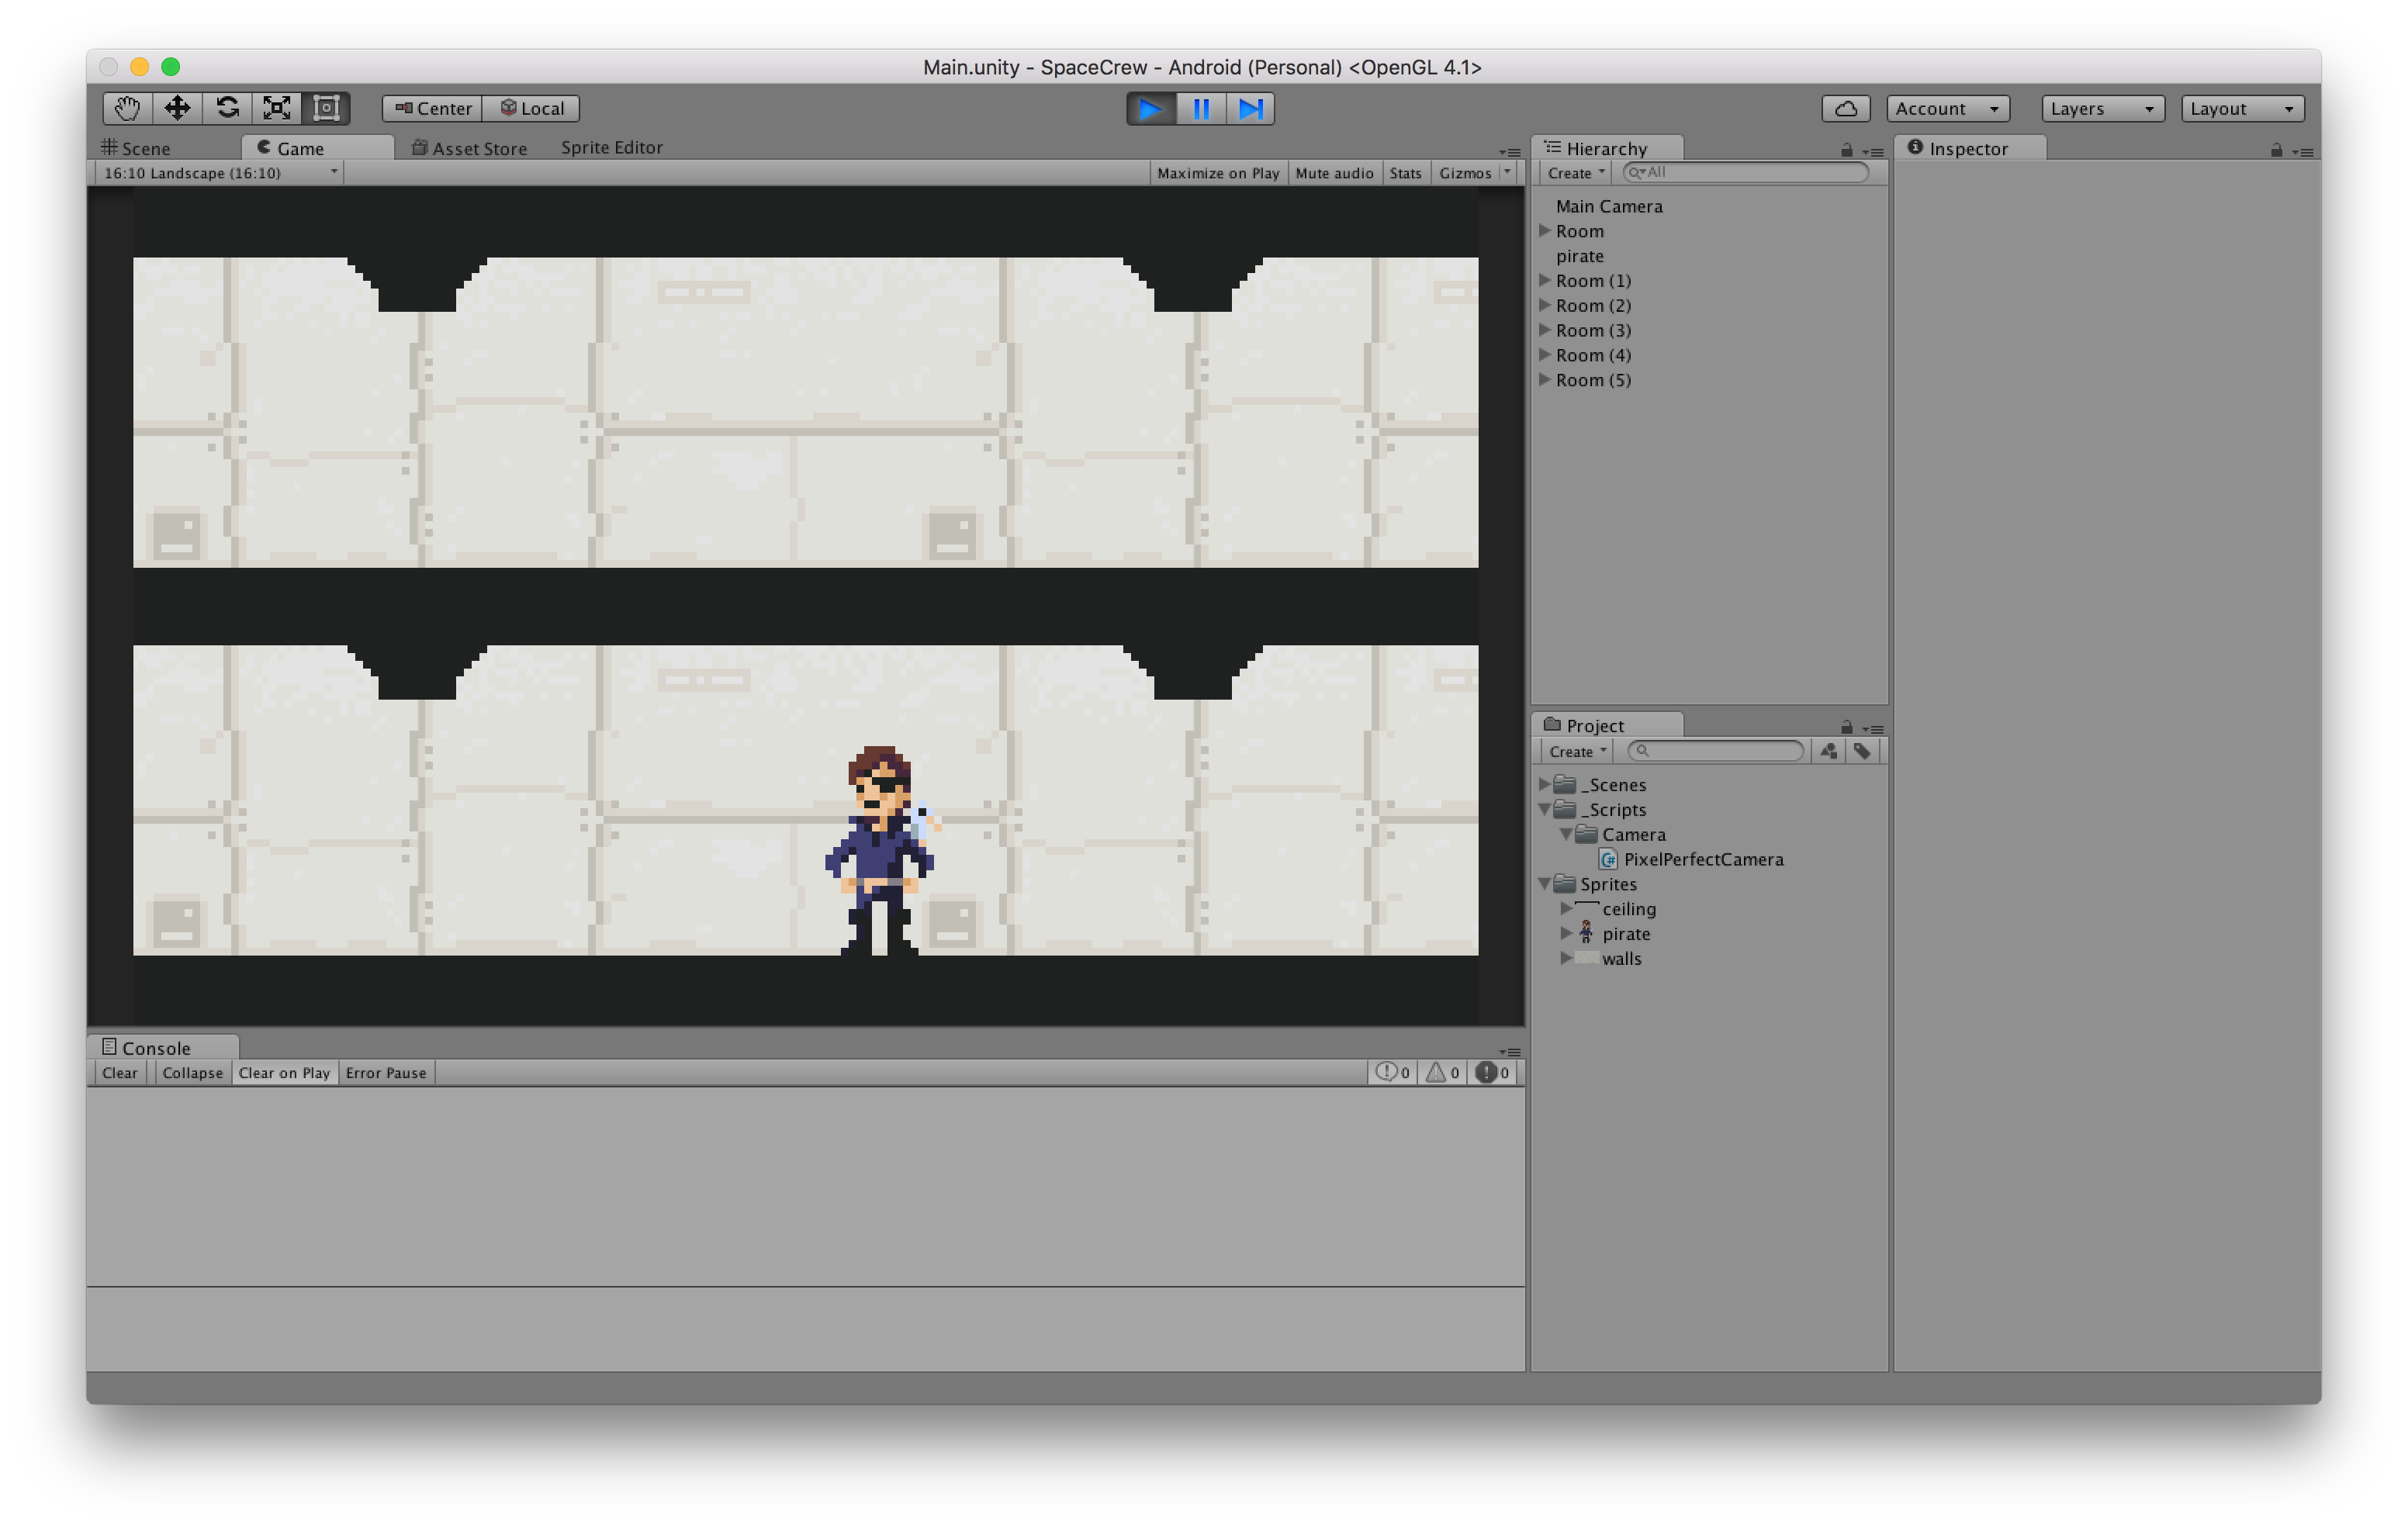 Main.unity - SpaceCrew - Android (Personal) <OpenGL 4.1>
Center Local Account Layers Layout
Scene Game Asset Store Sprite Editor
16:10 Landscape (16:10) Maximize on Play Mute audio Stats Gizmos
Hierarchy
Create All
Main Camera
Room
pirate
Room (1)
Room (2)
Room (3)
Room (4)
Room (5)
Inspector
Project
Create
_Scenes
_Scripts
Camera
C# PixelPerfectCamera
Sprites
ceiling
pirate
walls
Console
Clear Collapse Clear on Play Error Pause 0 0 0